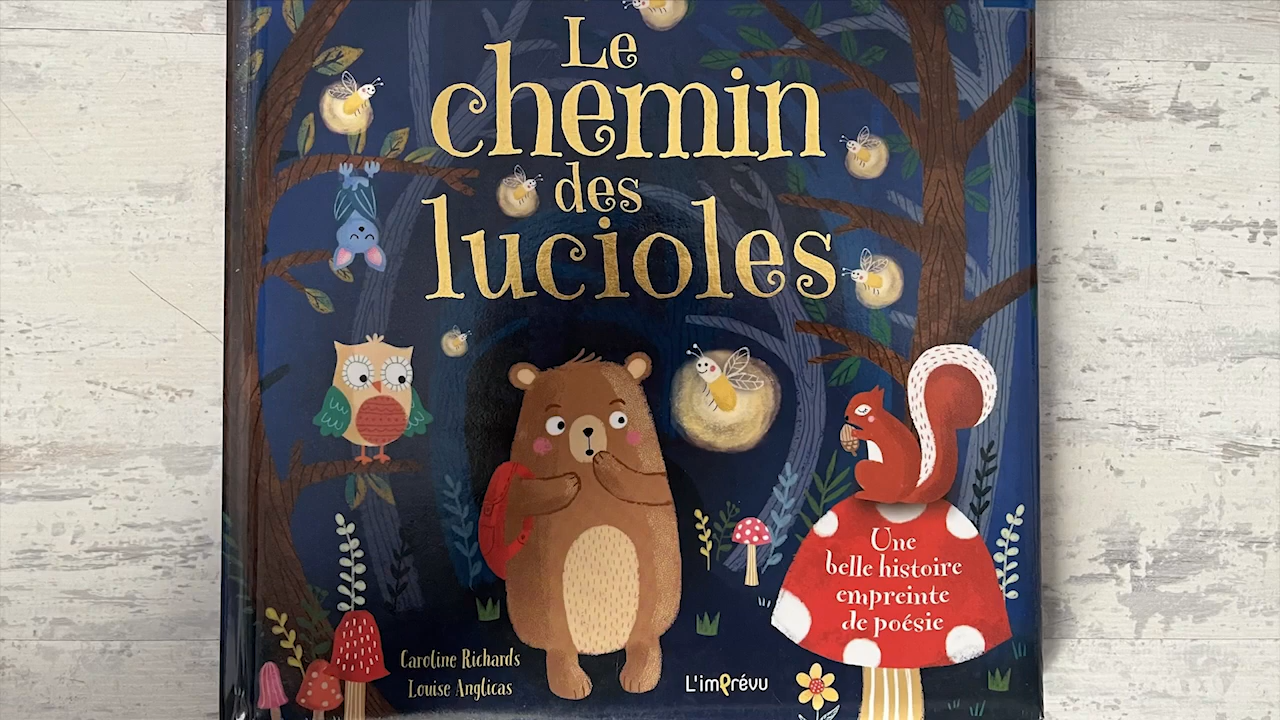 Le
chemin
des
lucioles
Une
belle histoire
empreinte
de poésie
Caroline Richards
Louise Anglicas
L'imprévu